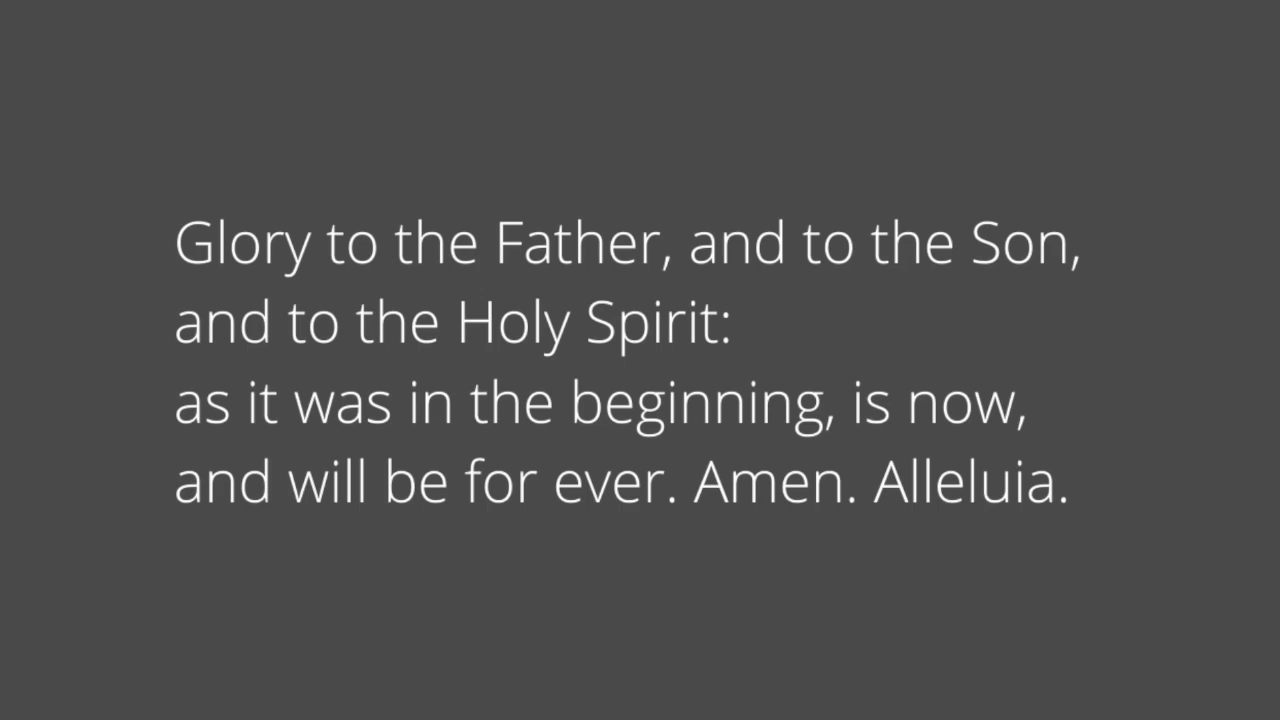 Glory to the Father, and to the Son,
and to the Holy Spirit:
as it was in the beginning, is now,
and will be for ever. Amen. Alleluia.